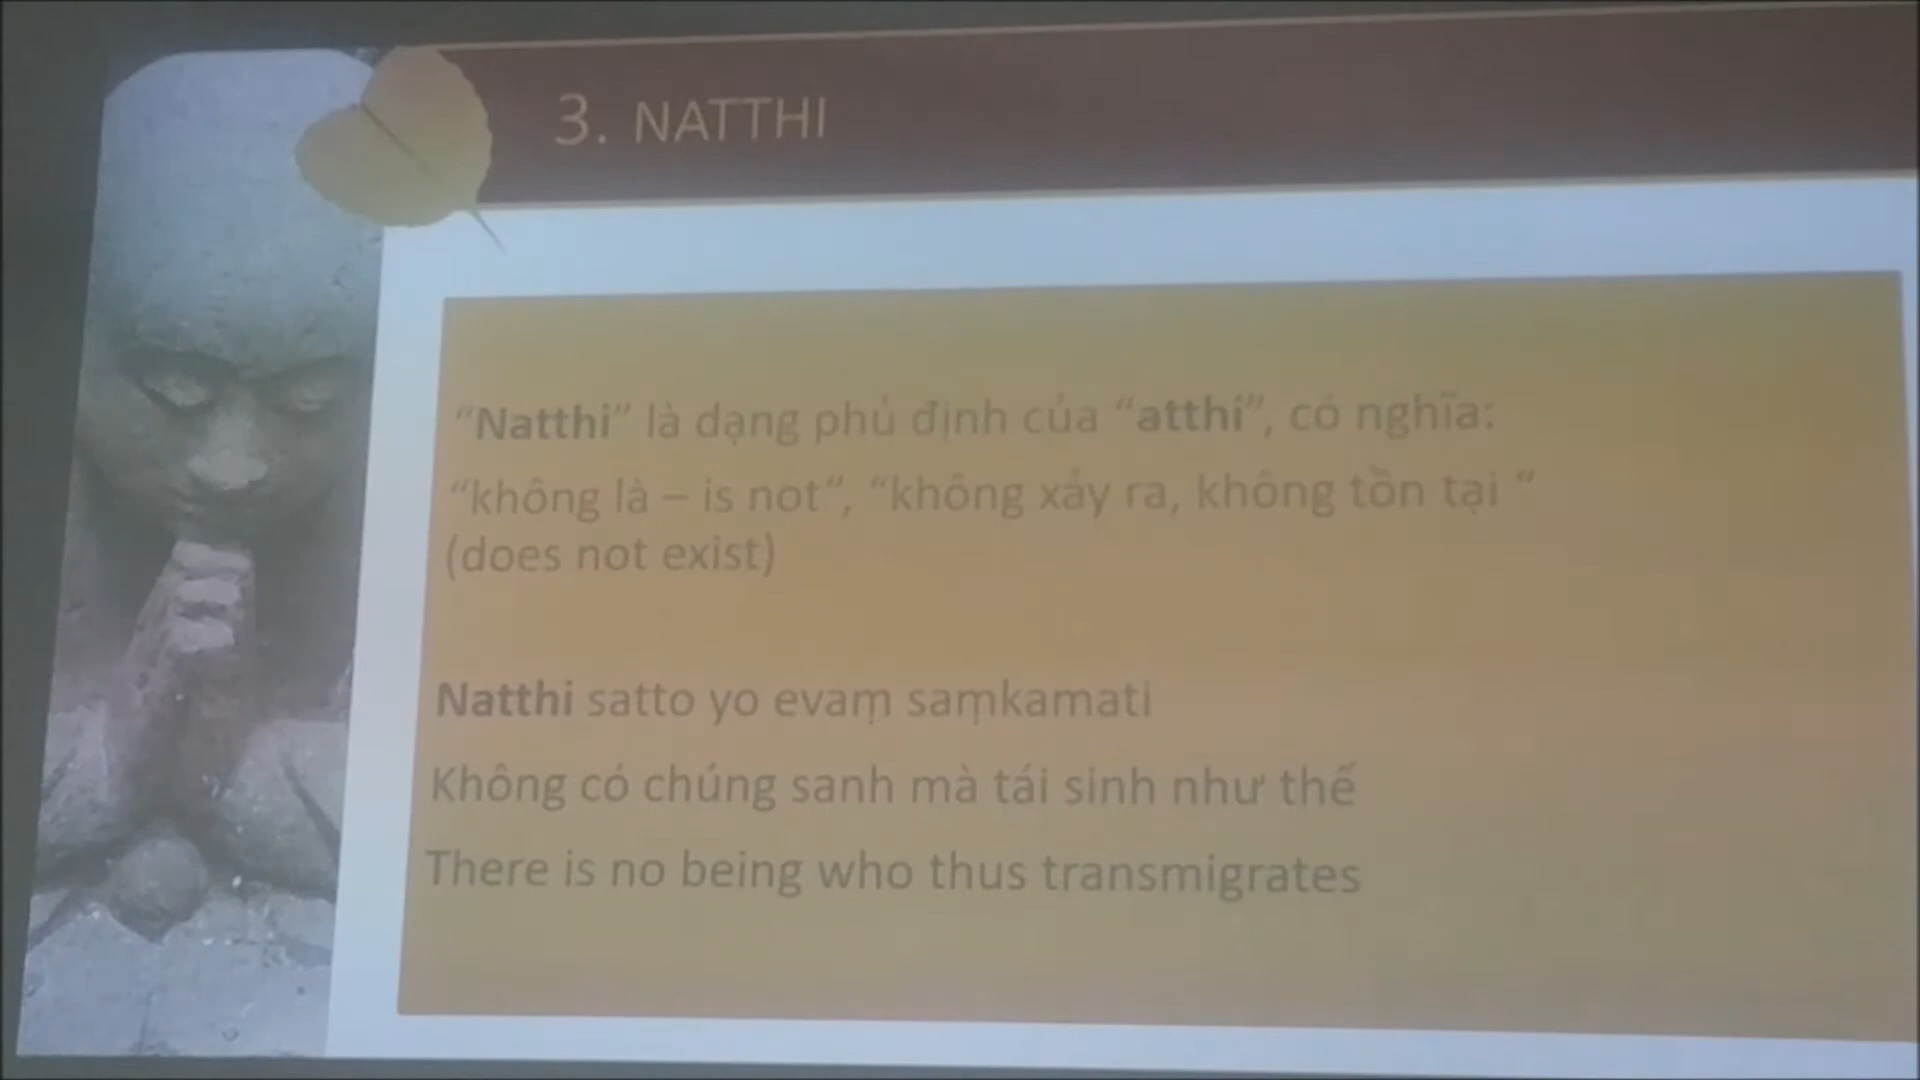 3. NATTHI
“Natthi” là dạng phủ định của “atthi”, có nghĩa:
“không là – is not”, “không xảy ra, không tồn tại “
(does not exist)
Natthi satto yo evaṃ saṃkamati
Không có chúng sanh mà tái sinh như thế
There is no being who thus transmigrates